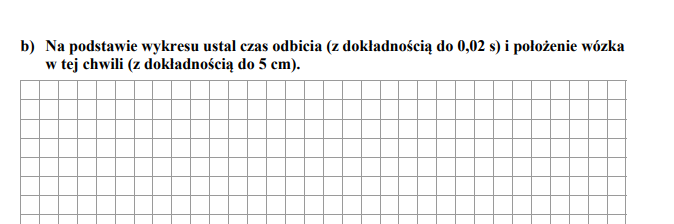 b) Na podstawie wykresu ustal czas odbicia (z dokładnością do 0,02 s) i położenie wózka
w tej chwili (z dokładnością do 5 cm).